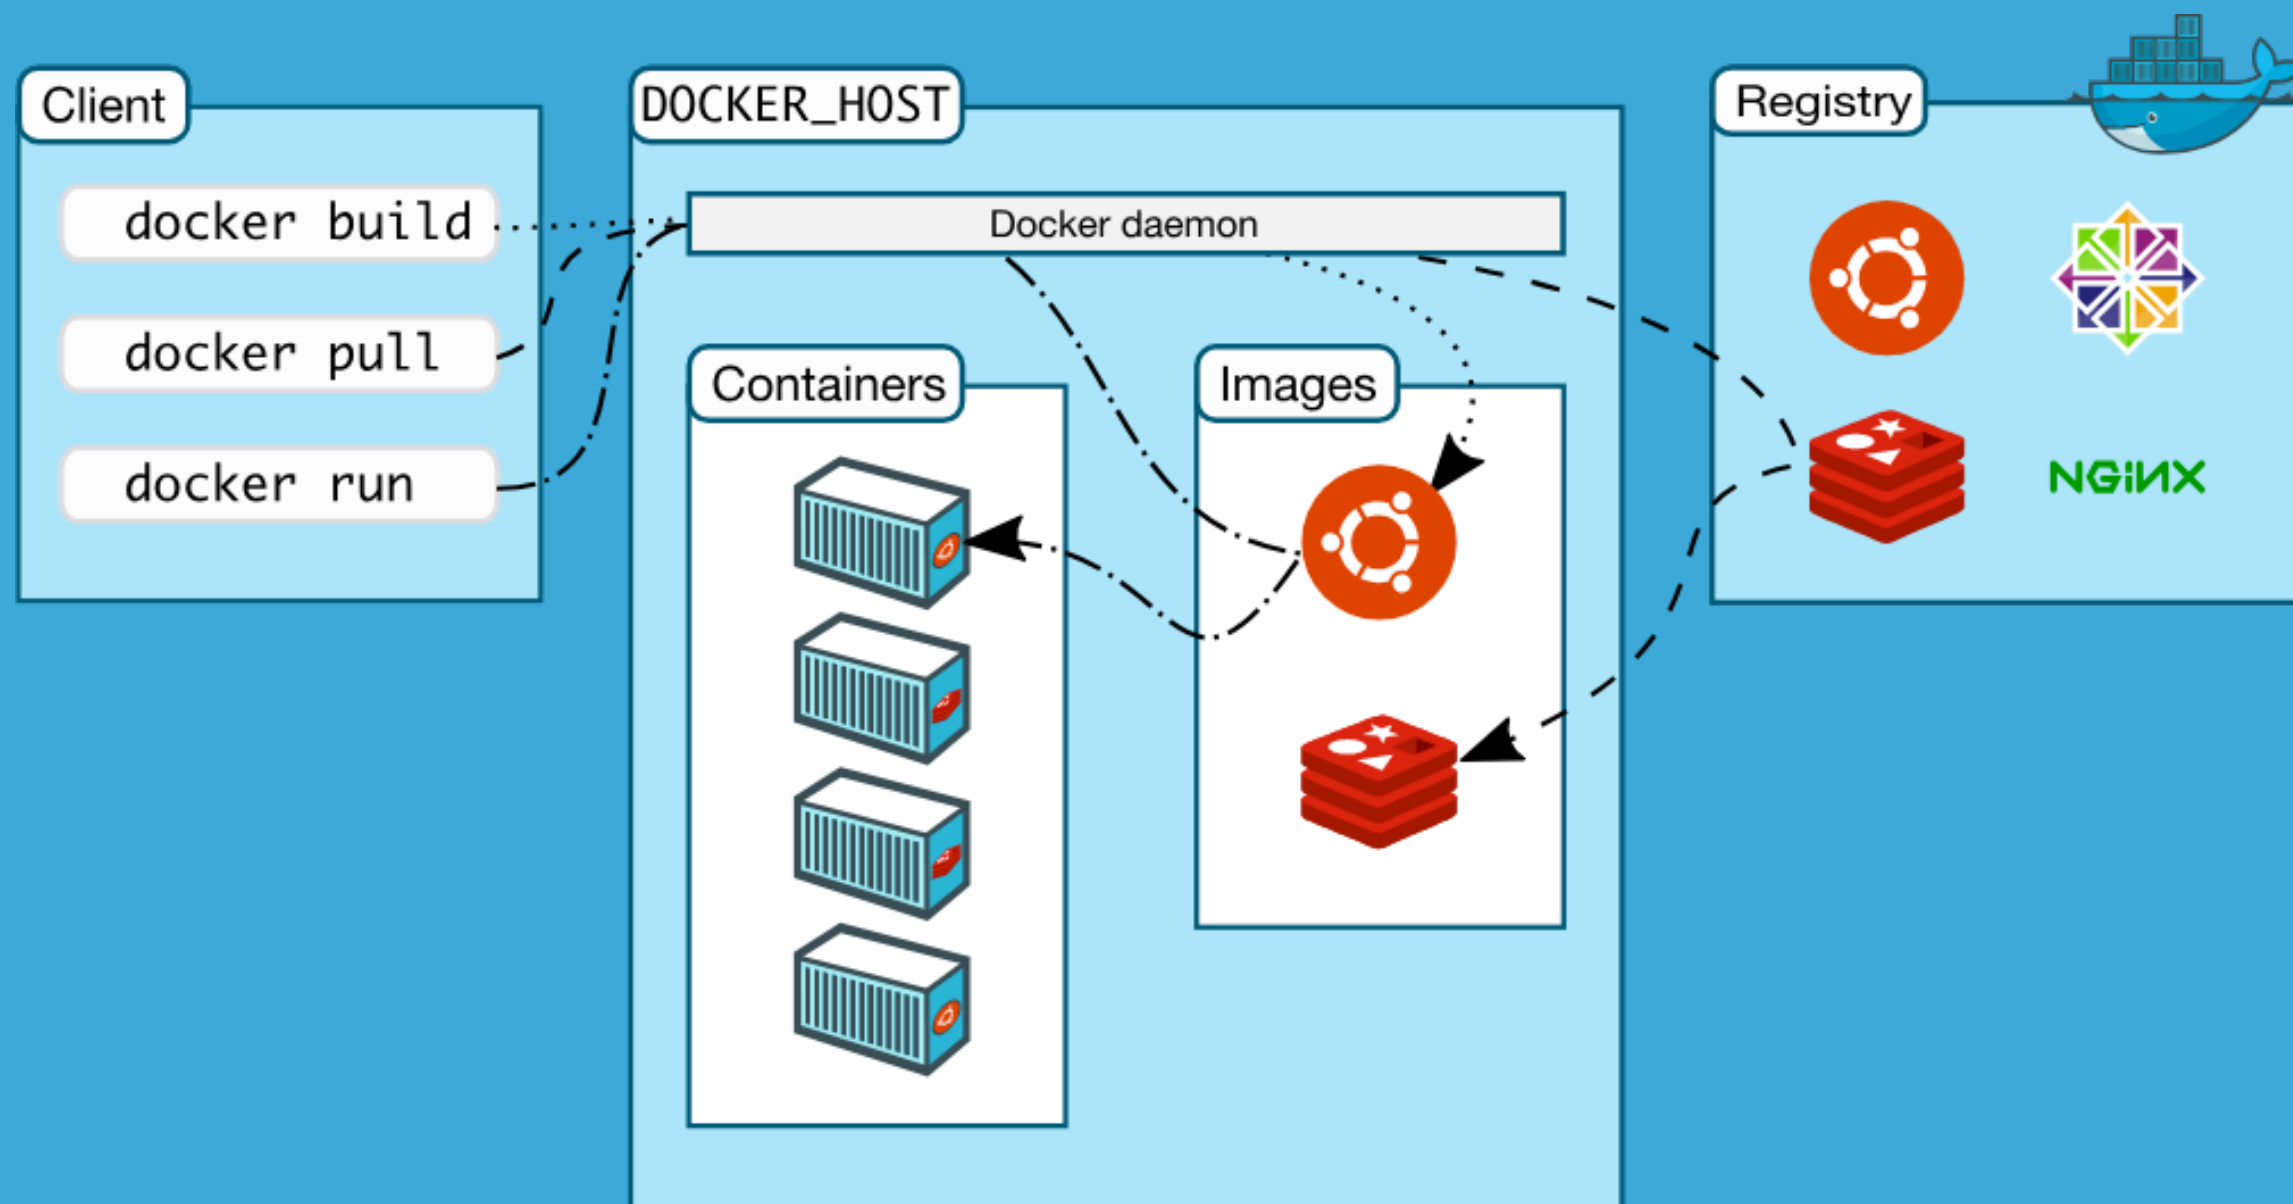 Client
docker build
docker pull
docker run
DOCKER_HOST
Docker daemon
Containers
Images
Registry
NGiNX